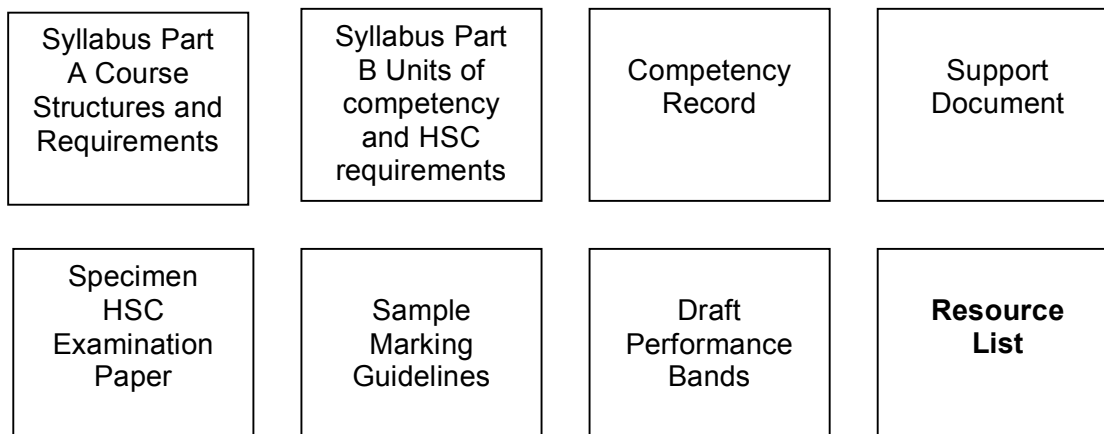 Syllabus Part
A Course
Structures and
Requirements
Syllabus Part
B Units of
competency
and HSC
requirements
Competency
Record
Support
Document
Specimen
HSC
Examination
Paper
Sample
Marking
Guidelines
Draft
Performance
Bands
Resource
List